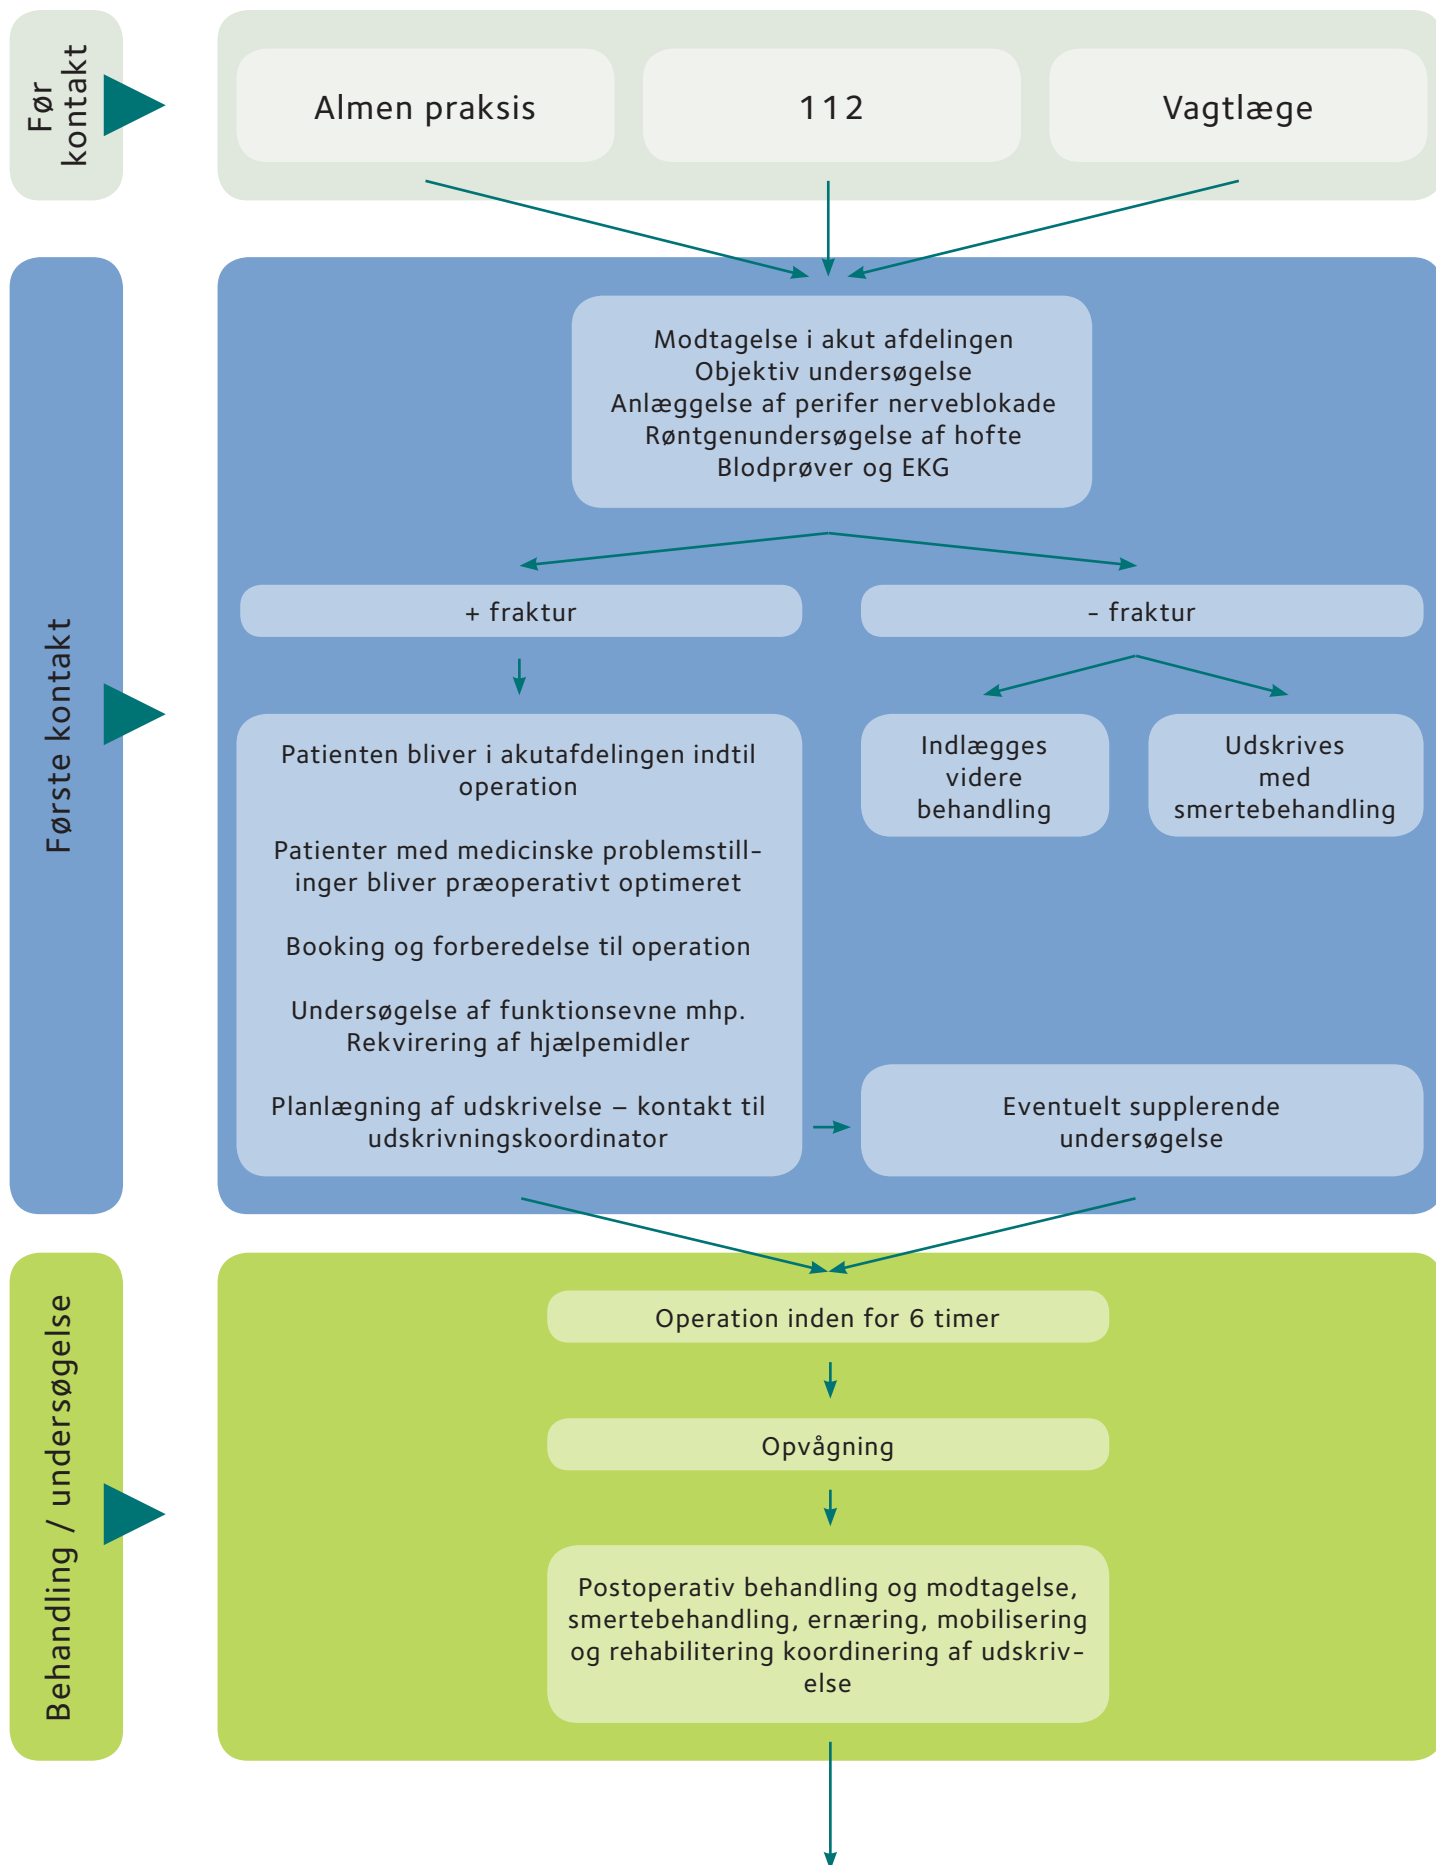 Før
kontakt
Almen praksis
112
Vagtlæge
Første kontakt
Modtagelse i akut afdelingen
Objektiv undersøgelse
Anlæggelse af perifer nerveblokade
Røntgenundersøgelse af hofte
Blodprøver og EKG
+ fraktur
- fraktur
Patienten bliver i akutafdelingen indtil
operation
Patienter med medicinske problemstill-
inger bliver præoperativt optimeret
Booking og forberedelse til operation
Undersøgelse af funktionsevne mhp.
Rekvirering af hjælpemidler
Planlægning af udskrivelse – kontakt til
udskrivningskoordinator
Indlægges
videre
behandling
Udskrives
med
smertebehandling
Eventuelt supplerende
undersøgelse
Behandling / undersøgelse
Operation inden for 6 timer
Opvågning
Postoperativ behandling og modtagelse,
smertebehandling, ernæring, mobilisering
og rehabilitering koordinering af udskriv-
else